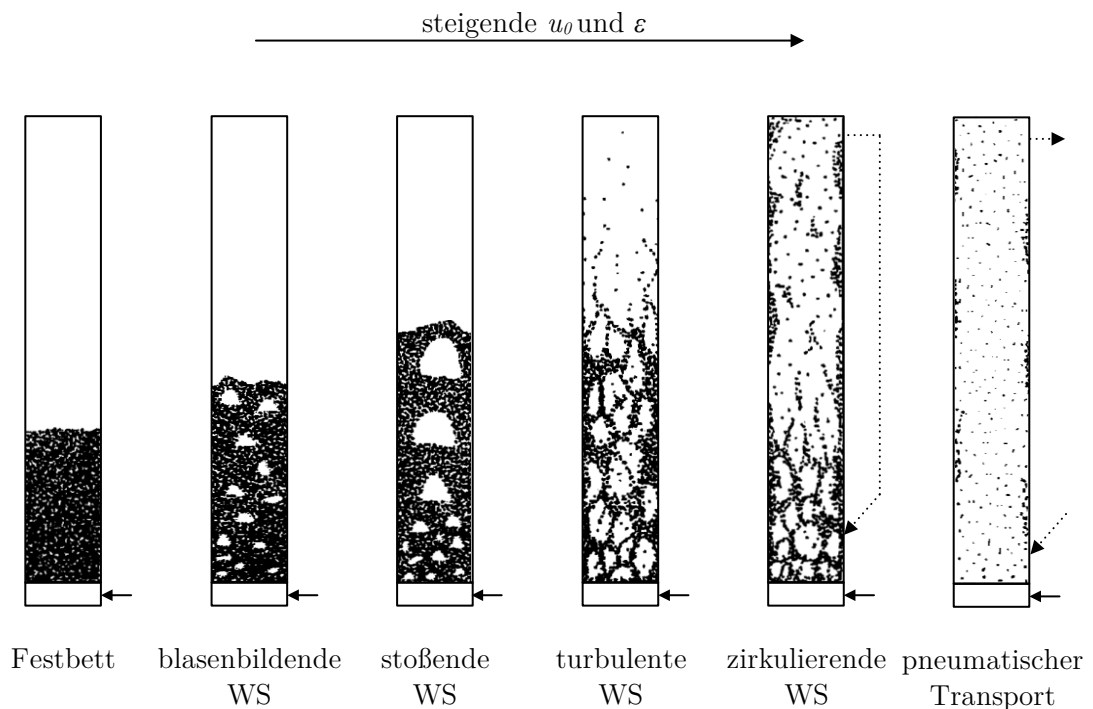 steigende u₀ und ε
Festbett
blasenbildende
WS
stoßende
WS
turbulente
WS
zirkulierende
WS
pneumatischer
Transport